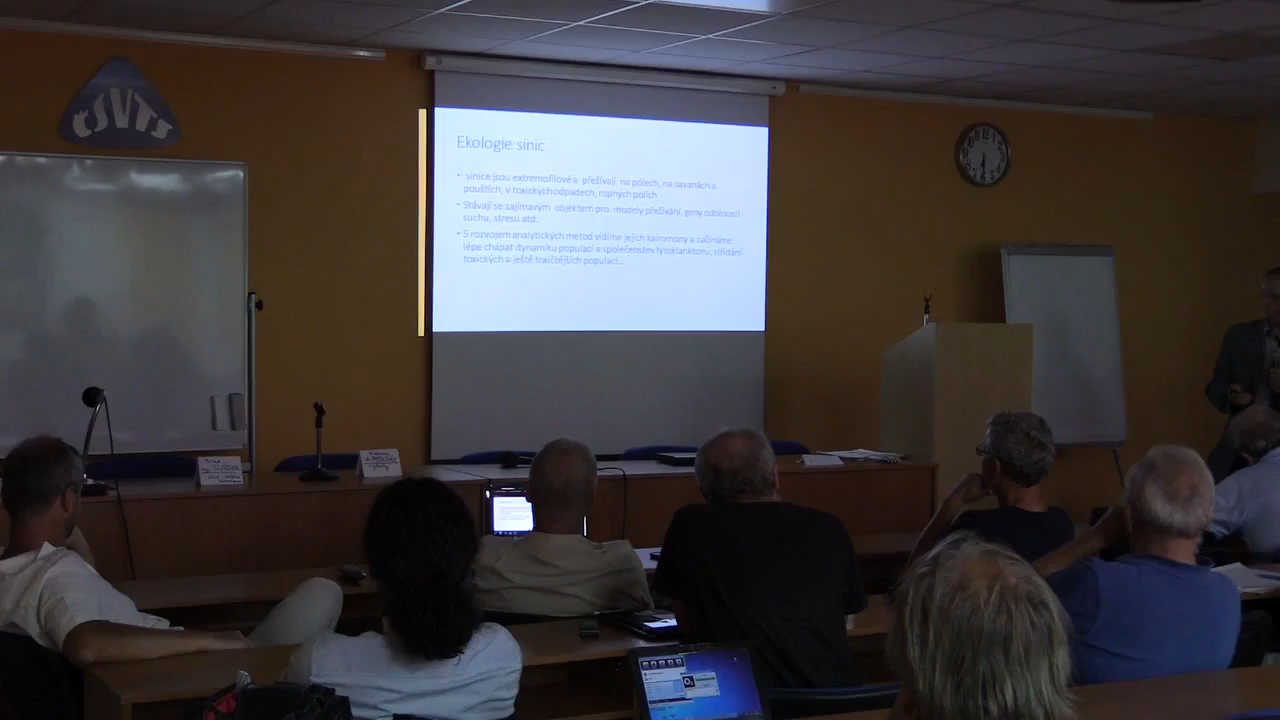 ČSVTS
Ekologie sinic
• sinice jsou extremofilové a přežívají na pólech, na savanách a
pouštích, v toxických odpadech, ropných polích
• Stávají se zajímavým objektem pro modely přežívání, geny odolnosti
suchu, stresu atd.
• S rozvojem analytických metod vidíme jejich kairomony a začínáme
lépe chápat dynamiku populací a společenstev fytoklanktonu, střídání
toxických a ještě toxičtějších populací...